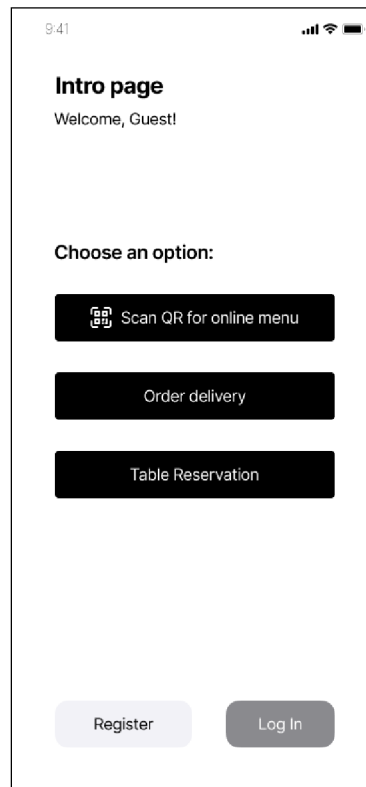 9:41
Intro page
Welcome, Guest!
Choose an option:
Scan QR for online menu
Order delivery
Table Reservation
Register
Log In